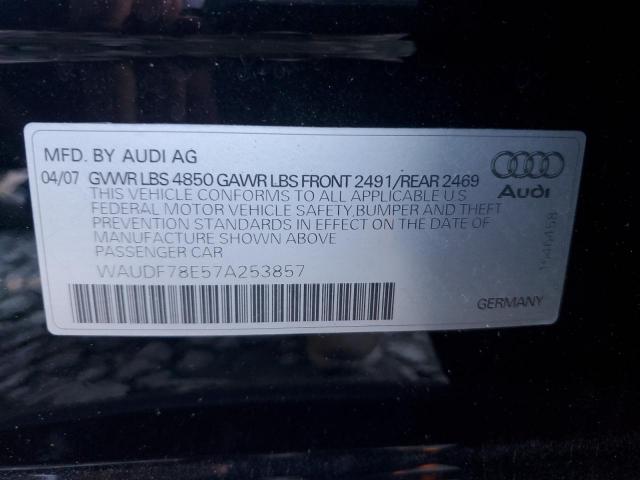 MFD. BY AUDI AG
04/07 GVWR LBS 4850 GAWR LBS FRONT 2491/REAR 2469
THIS VEHICLE CONFORMS TO ALL APPLICABLE U.S
FEDERAL MOTOR VEHICLE SAFETY,BUMPER AND THEFT
PREVENTION STANDARDS IN EFFECT ON THE DATE OF
MANUFACTURE SHOWN ABOVE
PASSENGER CAR
WAUDF78E57A253857
Audi
GERMANY